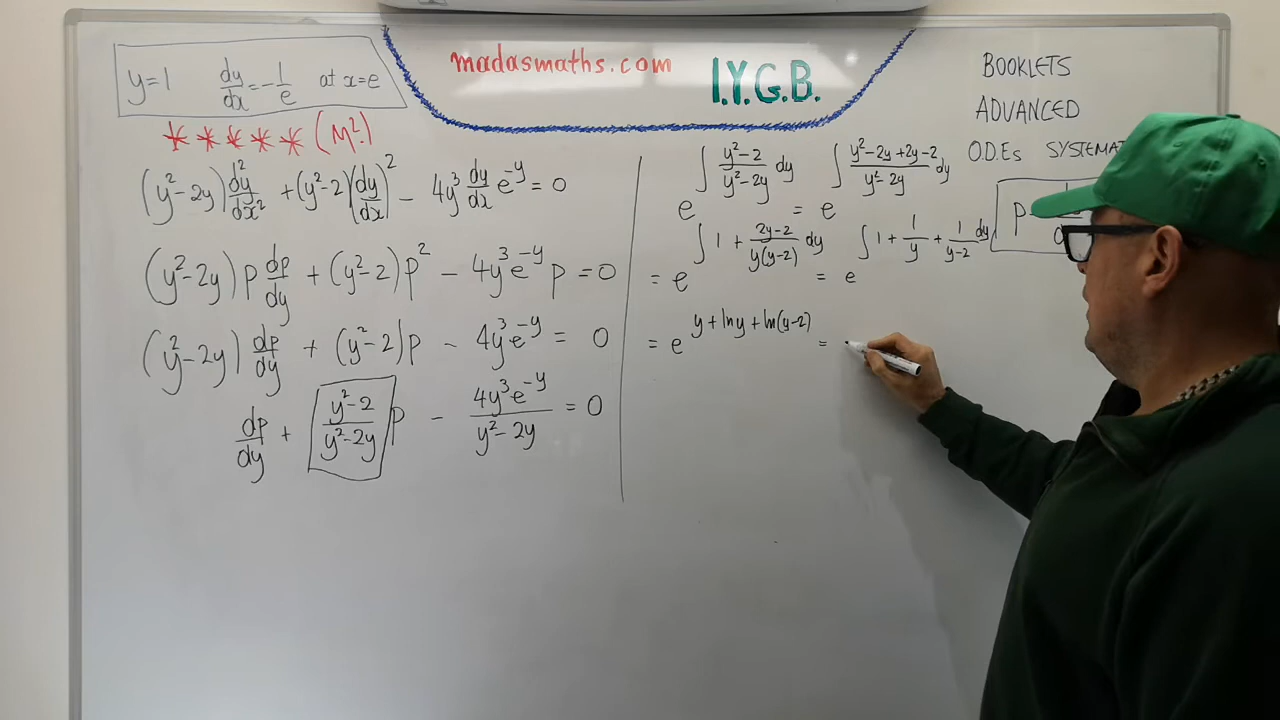 madasmaths.com
I.Y.G.B.
BOOKLETS
ADVANCED
O.D.Es
y=1 dy/dx=-1/e at x=e
***** (M²!)
(y²-2y) d²y/dx² + (y²-2)(dy/dx)² - 4y³ dy/dx e^(-y) = 0
(y²-2y) p dp/dy + (y²-2)p² - 4y³e^(-y) p = 0
(y²-2y) dp/dy + (y²-2)p - 4y³e^(-y) = 0
dp/dy + (y²-2)/(y²-2y) p - 4y³e^(-y)/(y²-2y) = 0
e^(∫ (y²-2)/(y²-2y) dy) = e^(∫ (y²-2y+2y-2)/(y²-2y) dy)
= e^(∫ 1 + (2y-2)/(y(y-2)) dy) = e^(∫ 1 + 1/y + 1/(y-2) dy)
= e^(y + ln y + ln(y-2)) =